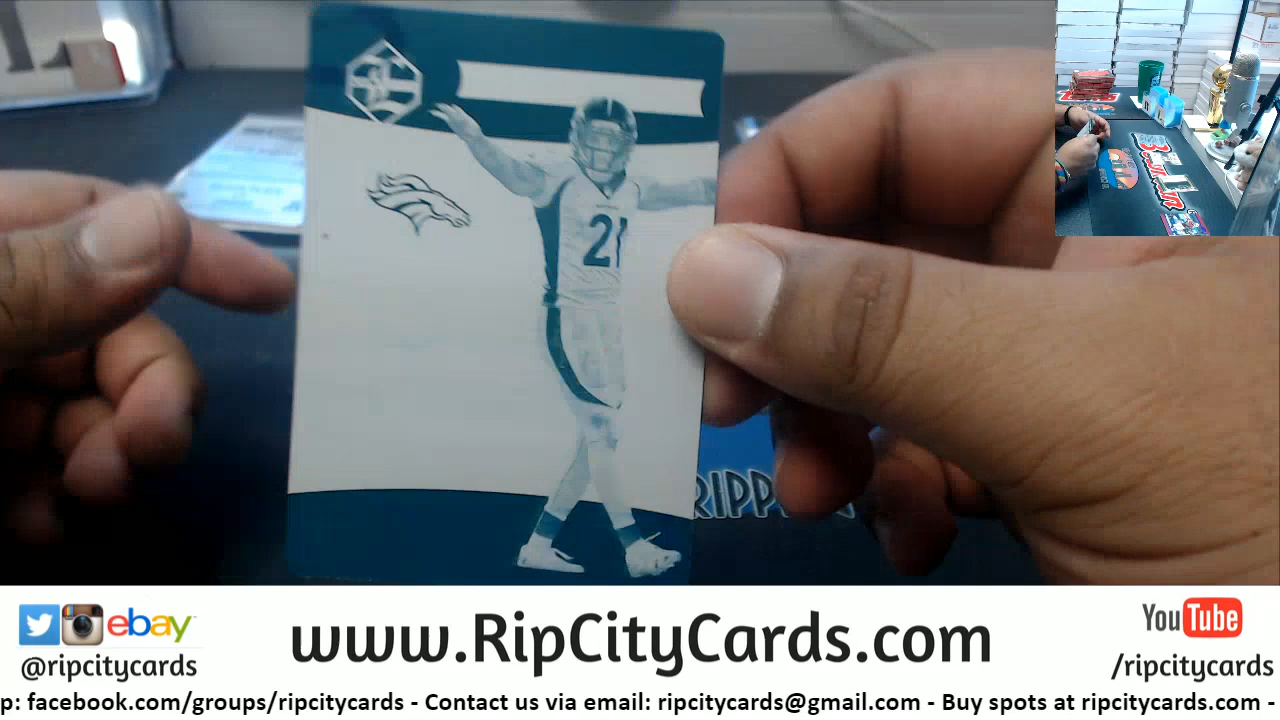 21
RIPP
www.RipCityCards.com
ebay
@ripcitycards
YouTube
/ripcitycards
p: facebook.com/groups/ripcitycards - Contact us via email: ripcitycards@gmail.com - Buy spots at ripcitycards.com -